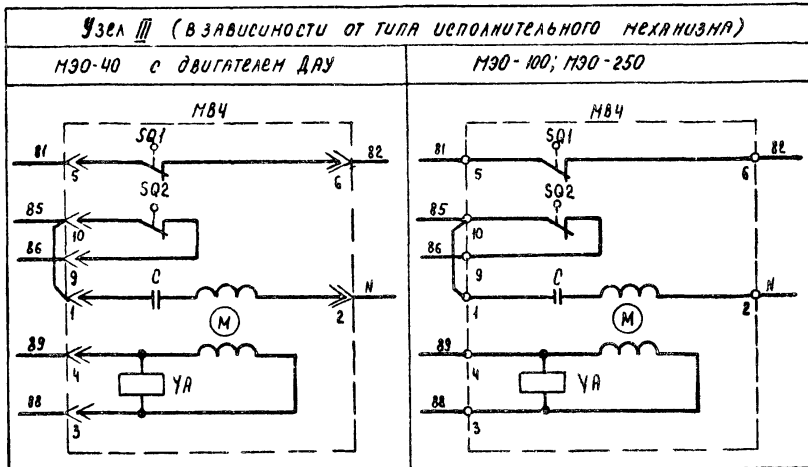 Узел III (в зависимости от типа исполнительного механизма)
МЭО-40 с двигателем ДАУ
МЭО-100; МЭО-250
МВ4
SQ1
81
82
5
6
SQ2
85
10
86
9
C
N
1
2
M
89
4
YA
88
3
МВ4
SQ1
81
82
5
6
SQ2
85
10
86
9
C
N
1
2
M
89
4
YA
88
3